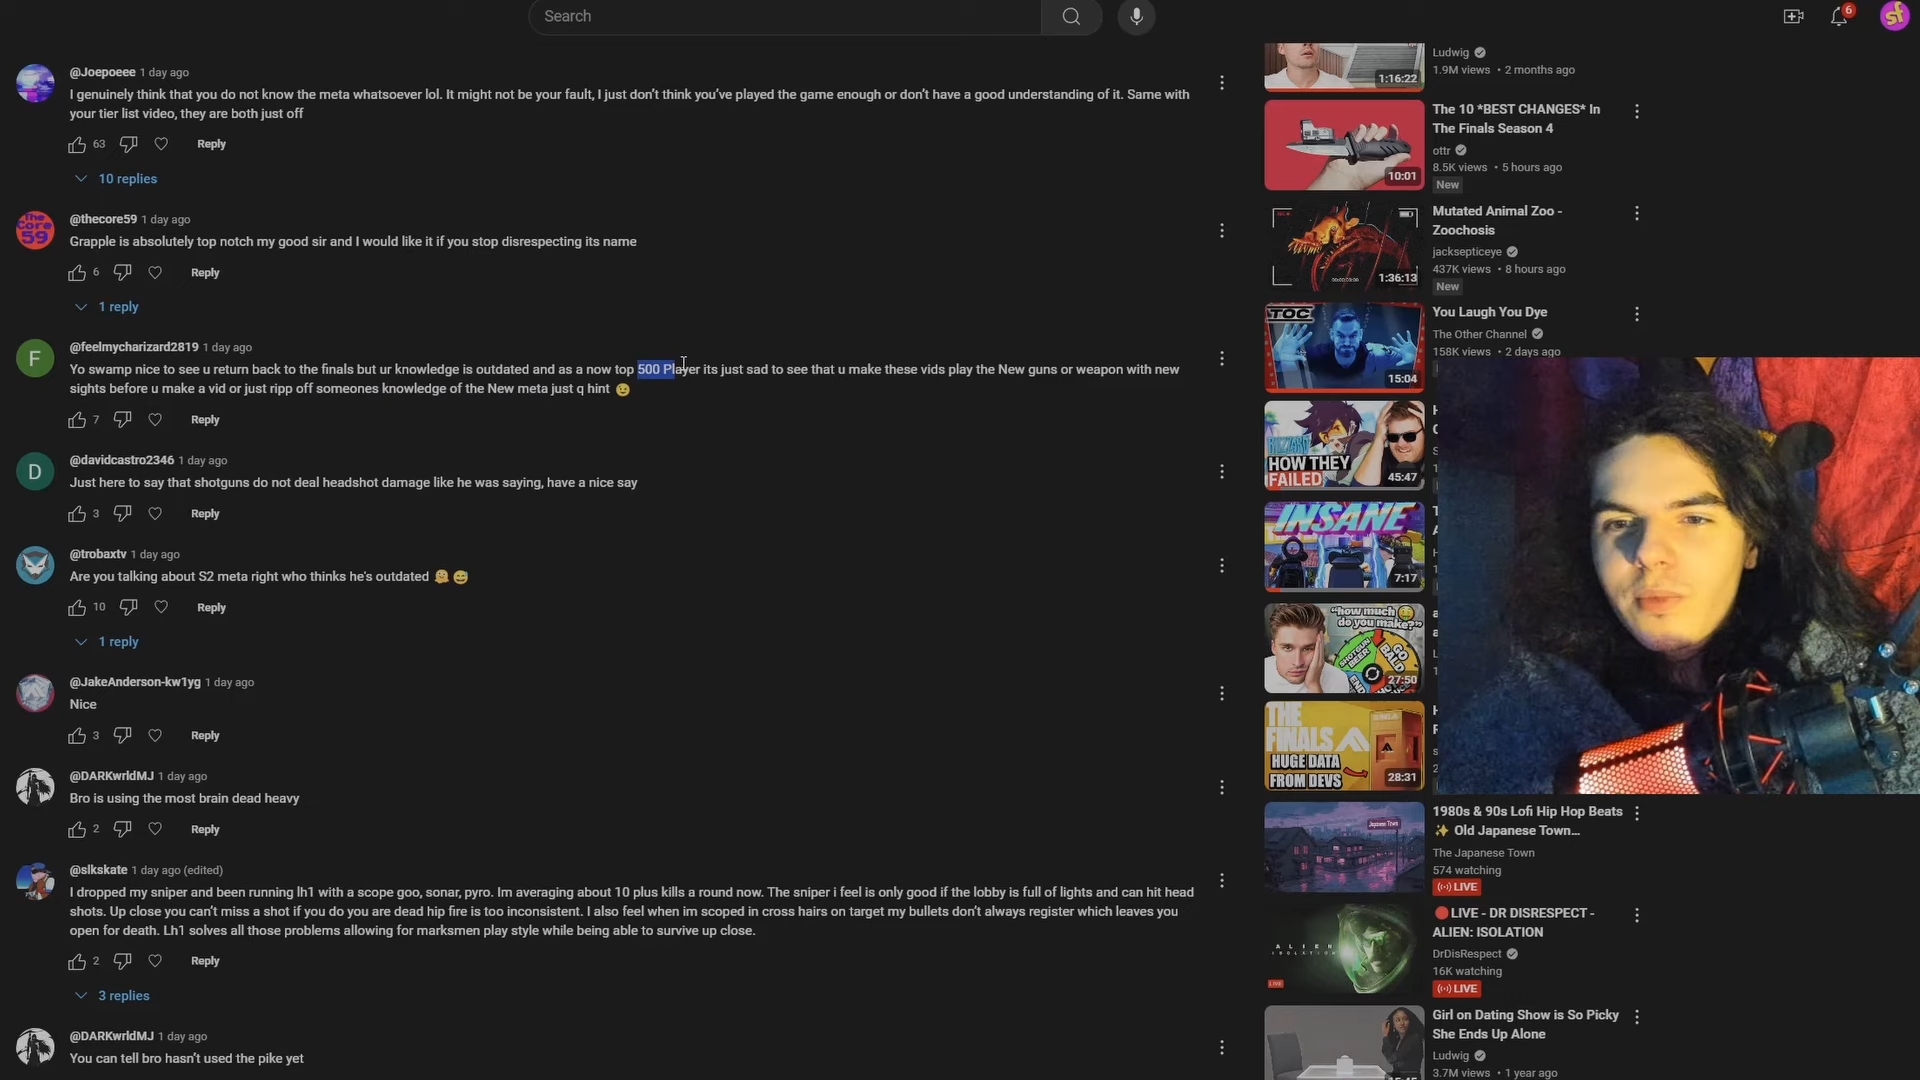 Search
6
sf
@Joepoeee 1 day ago
I genuinely think that you do not know the meta whatsoever lol. It might not be your fault, I just don't think you've played the game enough or don't have a good understanding of it. Same with
your tier list video, they are both just off
63 Reply
10 replies
The Core 59
@thecore59 1 day ago
Grapple is absolutely top notch my good sir and I would like it if you stop disrespecting its name
6 Reply
1 reply
F
@feelmycharizard2819 1 day ago
Yo swamp nice to see u return back to the finals but ur knowledge is outdated and as a now top 500 Player its just sad to see that u make these vids play the New guns or weapon with new
sights before u make a vid or just ripp off someones knowledge of the New meta just q hint 😉
7 Reply
D
@davidcastro2346 1 day ago
Just here to say that shotguns do not deal headshot damage like he was saying, have a nice say
3 Reply
@trobaxtv 1 day ago
Are you talking about S2 meta right who thinks he's outdated 🤗 😅
10 Reply
1 reply
@JakeAnderson-kw1yg 1 day ago
Nice
3 Reply
@DARKwrldMJ 1 day ago
Bro is using the most brain dead heavy
2 Reply
@slkskate 1 day ago (edited)
I dropped my sniper and been running lh1 with a scope goo, sonar, pyro. Im averaging about 10 plus kills a round now. The sniper i feel is only good if the lobby is full of lights and can hit head
shots. Up close you can't miss a shot if you do you are dead hip fire is too inconsistent. I also feel when im scoped in cross hairs on target my bullets don't always register which leaves you
open for death. Lh1 solves all those problems allowing for marksmen play style while being able to survive up close.
2 Reply
3 replies
@DARKwrldMJ 1 day ago
You can tell bro hasn't used the pike yet
1:16:22
Ludwig
1.9M views • 2 months ago
10:01
The 10 *BEST CHANGES* In
The Finals Season 4
ottr
8.5K views • 5 hours ago
New
1:36:13
Mutated Animal Zoo -
Zoochosis
jacksepticeye
437K views • 8 hours ago
New
TOC
15:04
You Laugh You Dye
The Other Channel
158K views • 2 days ago
BLIZZARD
HOW THEY
FAILED
45:47
INSANE
7:17
"how much
do you make?"
SHOTGUN
BEER
GO
BALD
END
27:50
THE
FINALS
HUGE DATA
FROM DEVS
28:31
1980s & 90s Lofi Hip Hop Beats
✨ Old Japanese Town...
The Japanese Town
574 watching
LIVE
Japanese Town
🔴LIVE - DR DISRESPECT -
ALIEN: ISOLATION
DrDisRespect
16K watching
LIVE
ALIEN
ISOLATION
LIVE
Girl on Dating Show is So Picky
She Ends Up Alone
Ludwig
3.7M views • 1 year ago